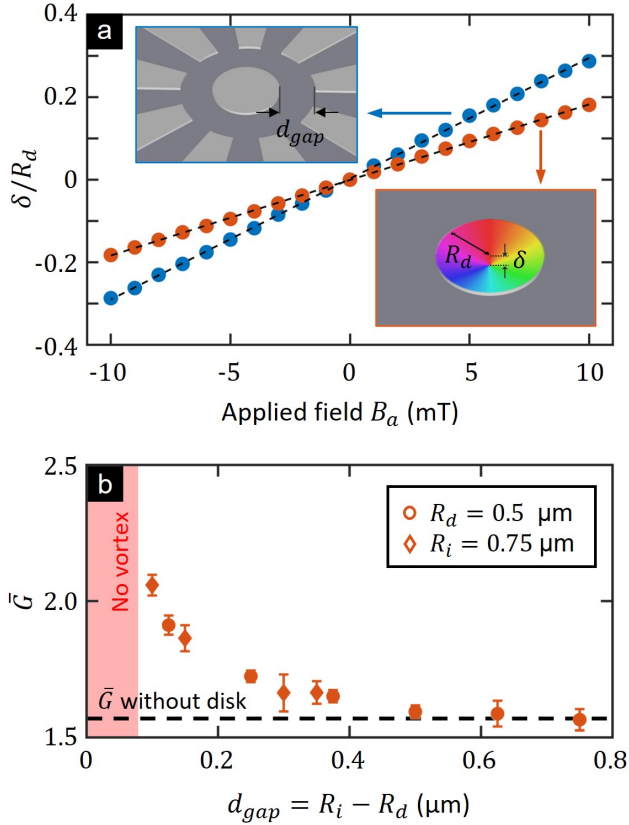 a
0.4
0.2
0
-0.2
-0.4
δ/R_d
d_gap
R_d
δ
-10
-5
0
5
10
Applied field B_a (mT)
b
2.5
2.0
1.5
Ḡ
No vortex
R_d = 0.5 µm
R_i = 0.75 µm
Ḡ without disk
0
0.2
0.4
0.6
0.8
d_gap = R_i − R_d (µm)